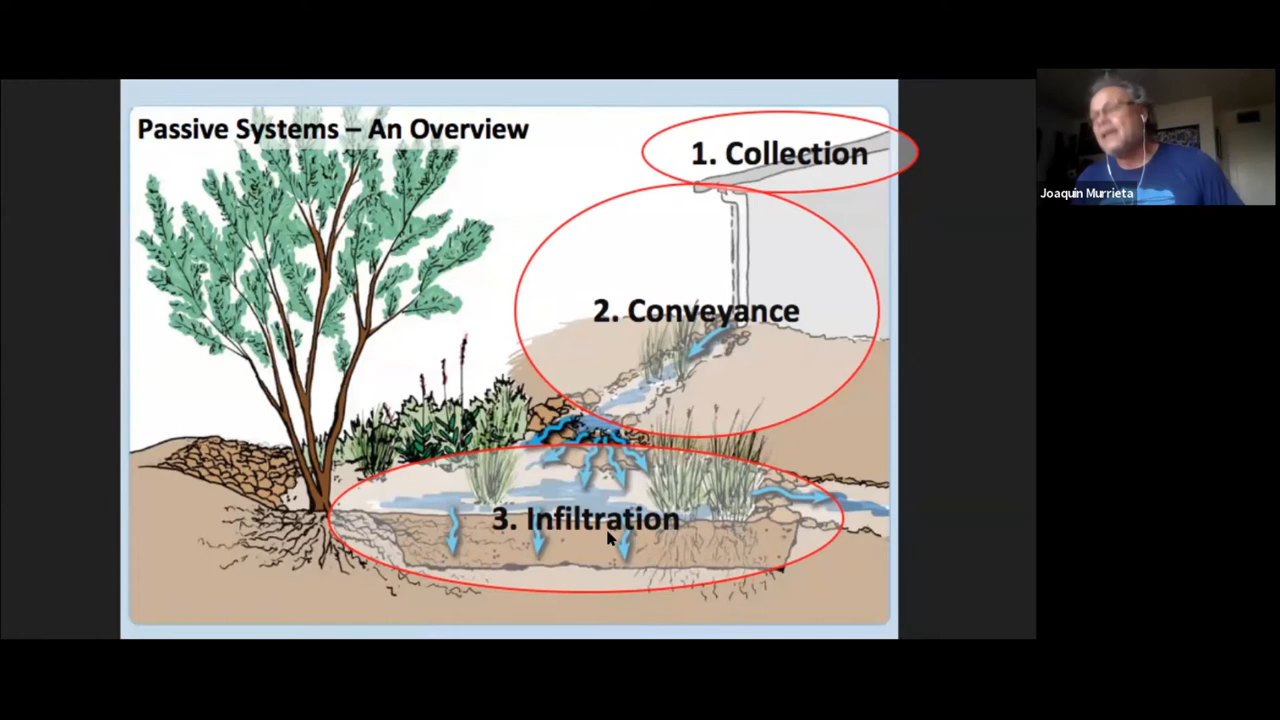 Passive Systems – An Overview
1. Collection
2. Conveyance
3. Infiltration
Joaquin Murrieta